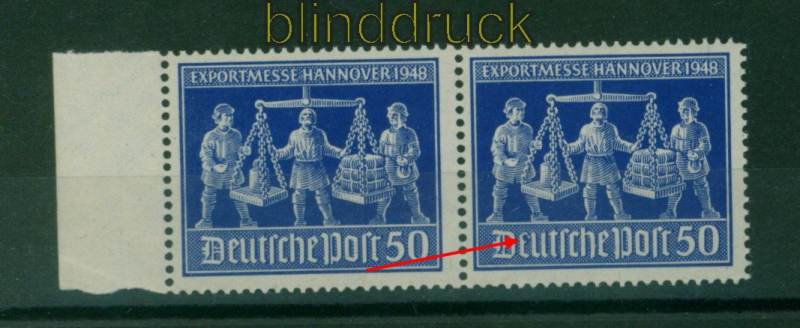 blinddruck
EXPORTMESSE HANNOVER 1948
EXPORTMESSE HANNOVER 1948
Deutsche Post 50
Deutsche Post 50